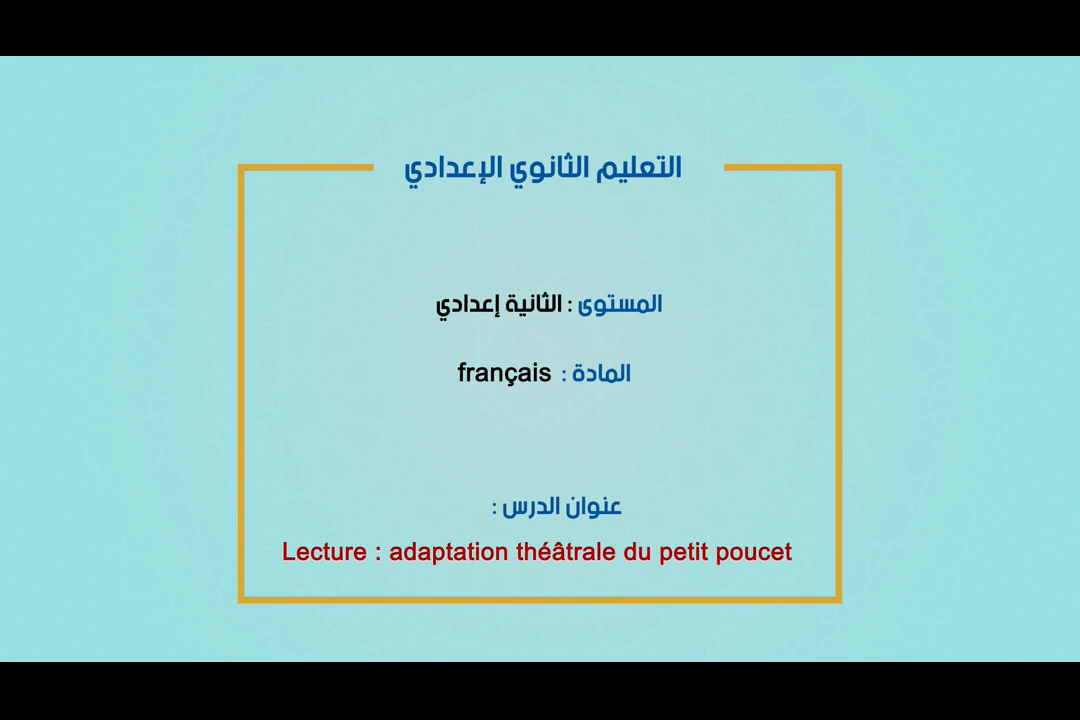 التعليم الثانوي الإعدادي
المستوى : الثانية إعدادي
المادة : français
عنوان الدرس :
Lecture : adaptation théâtrale du petit poucet